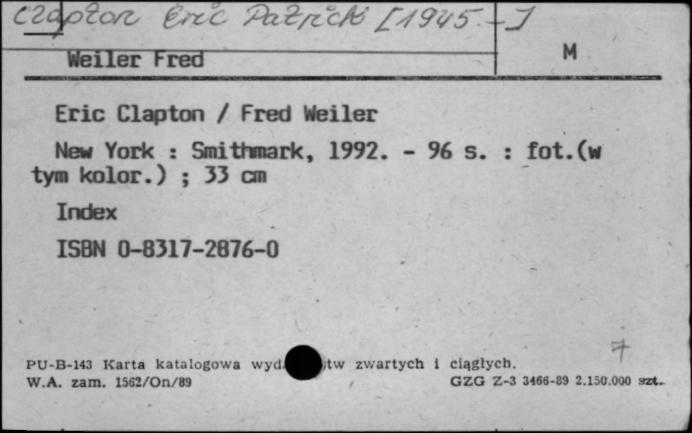 Clapton Eric Patrick [1945 - ]
Weiler Fred M
Eric Clapton / Fred Weiler
New York : Smithmark, 1992. - 96 s. : fot.(w
tym kolor.) ; 33 cm
Index
ISBN 0-8317-2876-0
7
PU-B-143 Karta katalogowa wyd tw zwartych i ciągłych.
W.A. zam. 1562/On/89 GZG Z-3 3466-89 2.150.000 szt.